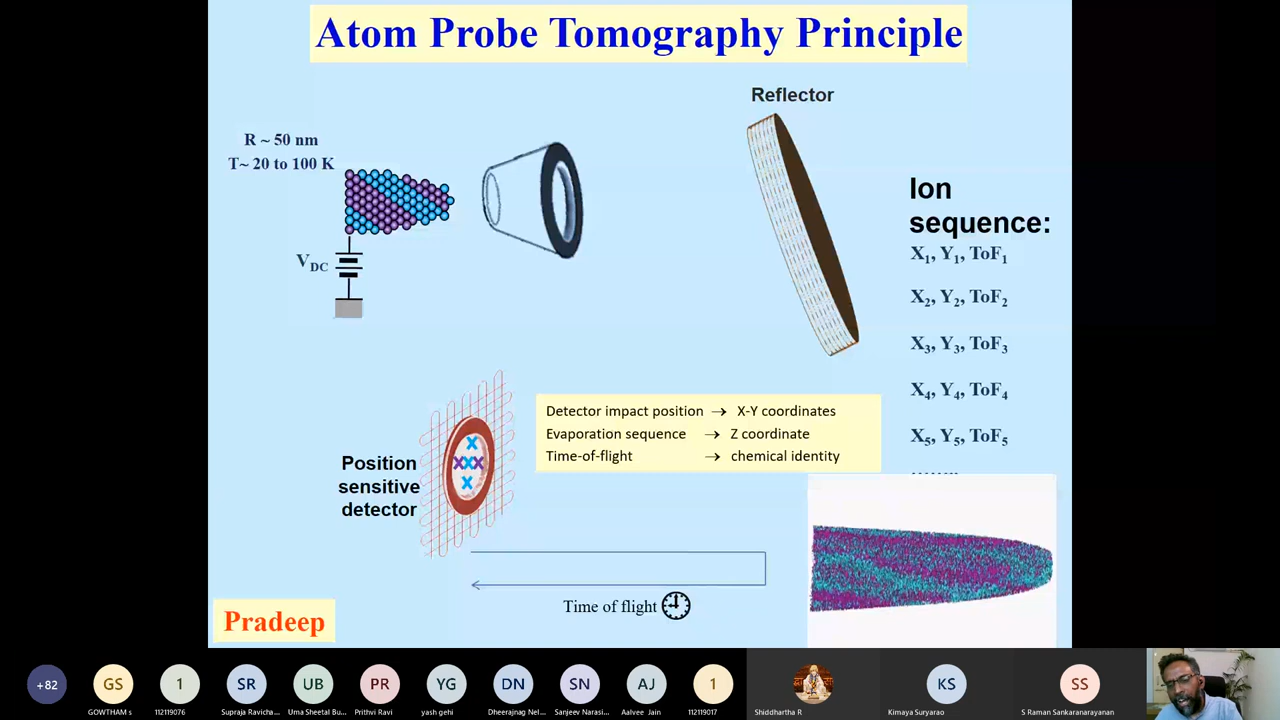 Atom Probe Tomography Principle
Reflector
R ~ 50 nm
T~ 20 to 100 K
V_DC
Ion
sequence:
X₁, Y₁, ToF₁
X₂, Y₂, ToF₂
X₃, Y₃, ToF₃
X₄, Y₄, ToF₄
X₅, Y₅, ToF₅
Detector impact position → X-Y coordinates
Evaporation sequence → Z coordinate
Time-of-flight → chemical identity
Position
sensitive
detector
Time of flight
Pradeep
+82
GS
1
SR
UB
PR
YG
DN
SN
AJ
1
KS
SS
GOWTHAM s
112119076
Supraja Ravicha...
Uma Sheetal Bu...
Prithvi Ravi
yash gehi
Dheerajnag Nel...
Sanjeev Narasi...
Aalvee Jain
112119017
Shiddhartha R
Kimaya Suryarao
S Raman Sankaranarayanan